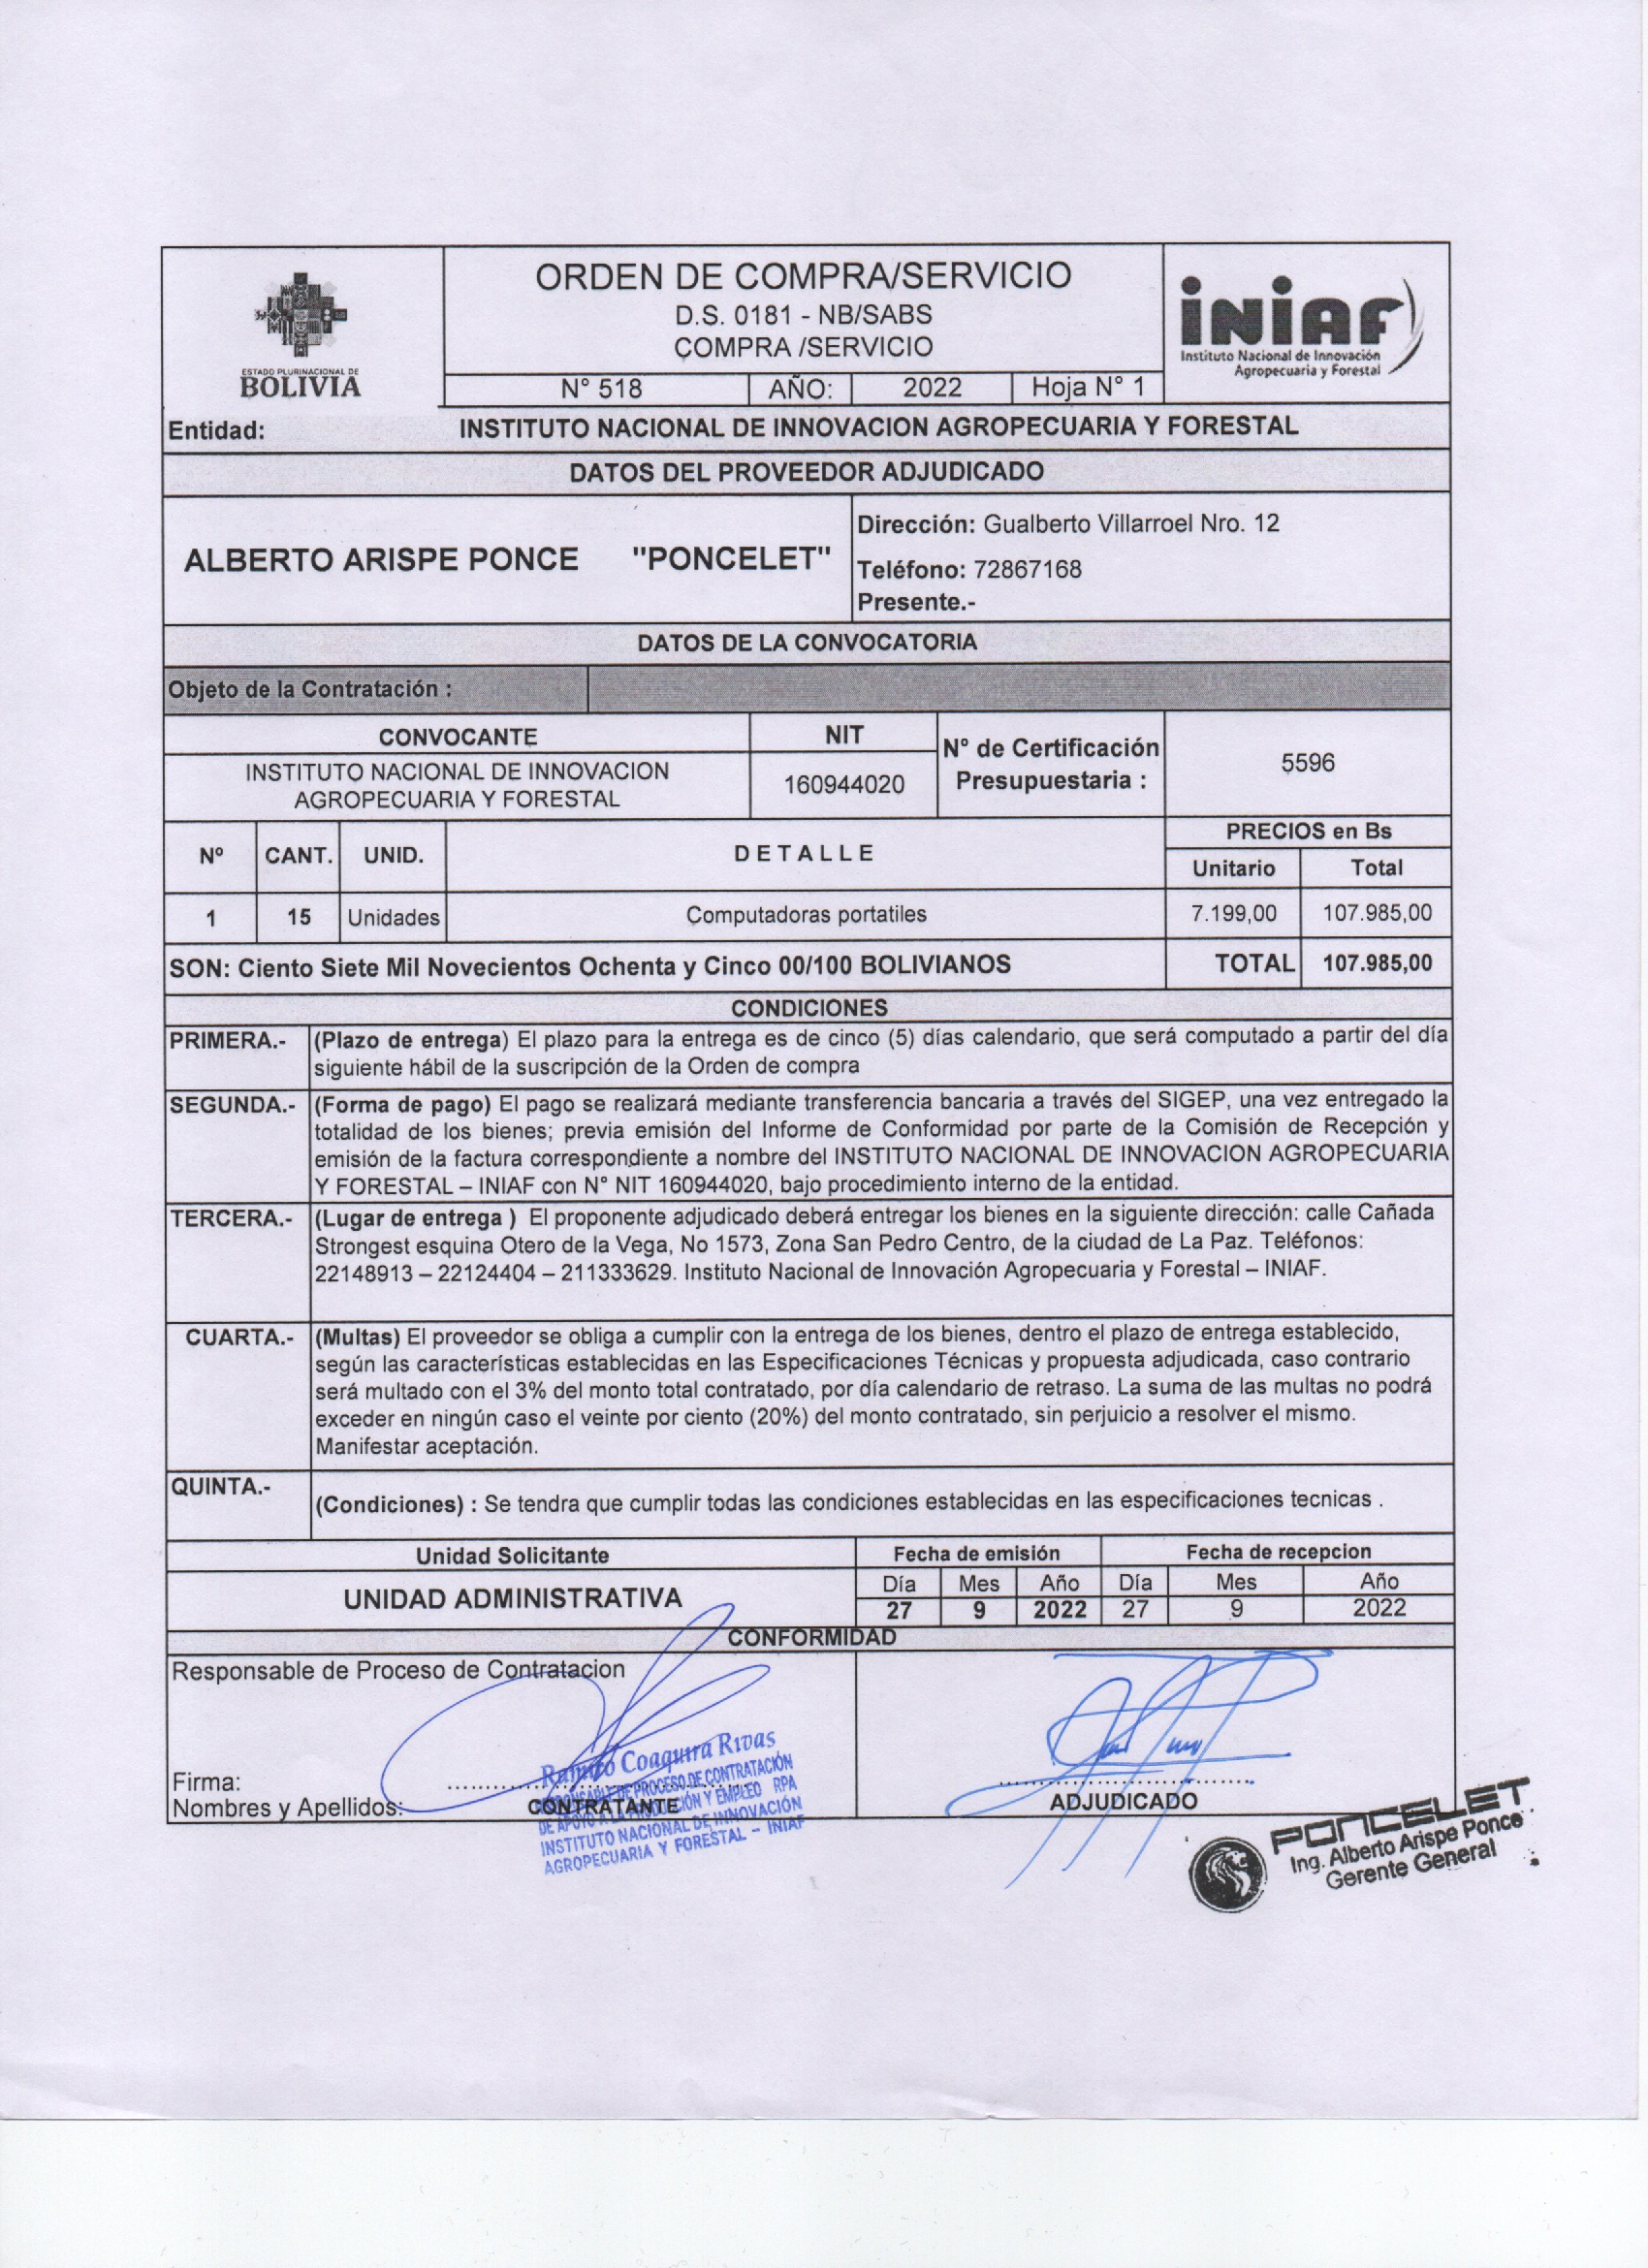 ESTADO PLURINACIONAL DE
BOLIVIA
ORDEN DE COMPRA/SERVICIO
D.S. 0181 - NB/SABS
COMPRA /SERVICIO
N° 518 AÑO: 2022 Hoja N° 1
iNiAF
Instituto Nacional de Innovación
Agropecuaria y Forestal
Entidad: INSTITUTO NACIONAL DE INNOVACION AGROPECUARIA Y FORESTAL
DATOS DEL PROVEEDOR ADJUDICADO
ALBERTO ARISPE PONCE "PONCELET"
Dirección: Gualberto Villarroel Nro. 12
Teléfono: 72867168
Presente.-
DATOS DE LA CONVOCATORIA
Objeto de la Contratación :
CONVOCANTE NIT N° de Certificación Presupuestaria : 5596
INSTITUTO NACIONAL DE INNOVACION
AGROPECUARIA Y FORESTAL
160944020
Nº CANT. UNID. DETALLE PRECIOS en Bs
Unitario Total
1 15 Unidades Computadoras portatiles 7.199,00 107.985,00
SON: Ciento Siete Mil Novecientos Ochenta y Cinco 00/100 BOLIVIANOS TOTAL 107.985,00
CONDICIONES
PRIMERA.- (Plazo de entrega) El plazo para la entrega es de cinco (5) días calendario, que será computado a partir del día
siguiente hábil de la suscripción de la Orden de compra
SEGUNDA.- (Forma de pago) El pago se realizará mediante transferencia bancaria a través del SIGEP, una vez entregado la
totalidad de los bienes; previa emisión del Informe de Conformidad por parte de la Comisión de Recepción y
emisión de la factura correspondiente a nombre del INSTITUTO NACIONAL DE INNOVACION AGROPECUARIA
Y FORESTAL – INIAF con N° NIT 160944020, bajo procedimiento interno de la entidad.
TERCERA.- (Lugar de entrega ) El proponente adjudicado deberá entregar los bienes en la siguiente dirección: calle Cañada
Strongest esquina Otero de la Vega, No 1573, Zona San Pedro Centro, de la ciudad de La Paz. Teléfonos:
22148913 – 22124404 – 211333629. Instituto Nacional de Innovación Agropecuaria y Forestal – INIAF.
CUARTA.- (Multas) El proveedor se obliga a cumplir con la entrega de los bienes, dentro el plazo de entrega establecido,
según las características establecidas en las Especificaciones Técnicas y propuesta adjudicada, caso contrario
será multado con el 3% del monto total contratado, por día calendario de retraso. La suma de las multas no podrá
exceder en ningún caso el veinte por ciento (20%) del monto contratado, sin perjuicio a resolver el mismo.
Manifestar aceptación.
QUINTA.- (Condiciones) : Se tendra que cumplir todas las condiciones establecidas en las especificaciones tecnicas .
Unidad Solicitante Fecha de emisión Fecha de recepcion
UNIDAD ADMINISTRATIVA
Día Mes Año Día Mes Año
27 9 2022 27 9 2022
CONFORMIDAD
Responsable de Proceso de Contratacion
Ramiro Coaquira Rivas
RESPONSABLE DE PROCESO DE CONTRATACIÓN
DE APOYO A LA PRODUCCIÓN Y EMPLEO RPA
INSTITUTO NACIONAL DE INNOVACIÓN
AGROPECUARIA Y FORESTAL – INIAF
Firma:
Nombres y Apellidos: CONTRATANTE
ADJUDICADO
PONCELET
Ing. Alberto Arispe Ponce
Gerente General